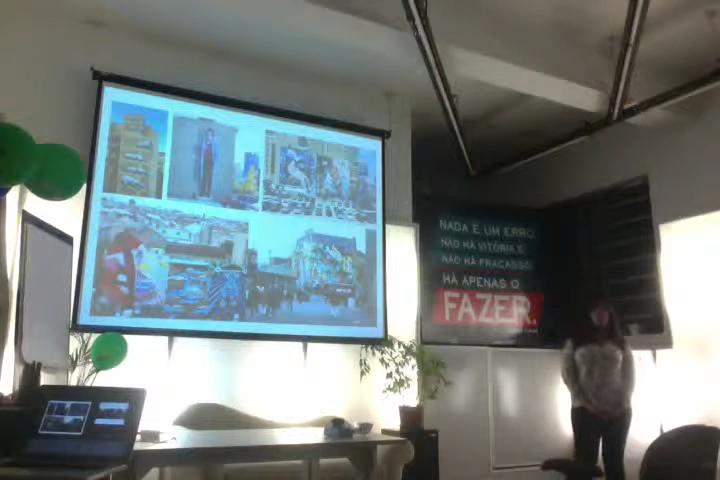 NADA É UM ERRO.
NÃO HÁ VITÓRIA E
NÃO HÁ FRACASSO.
HÁ APENAS O
FAZER.